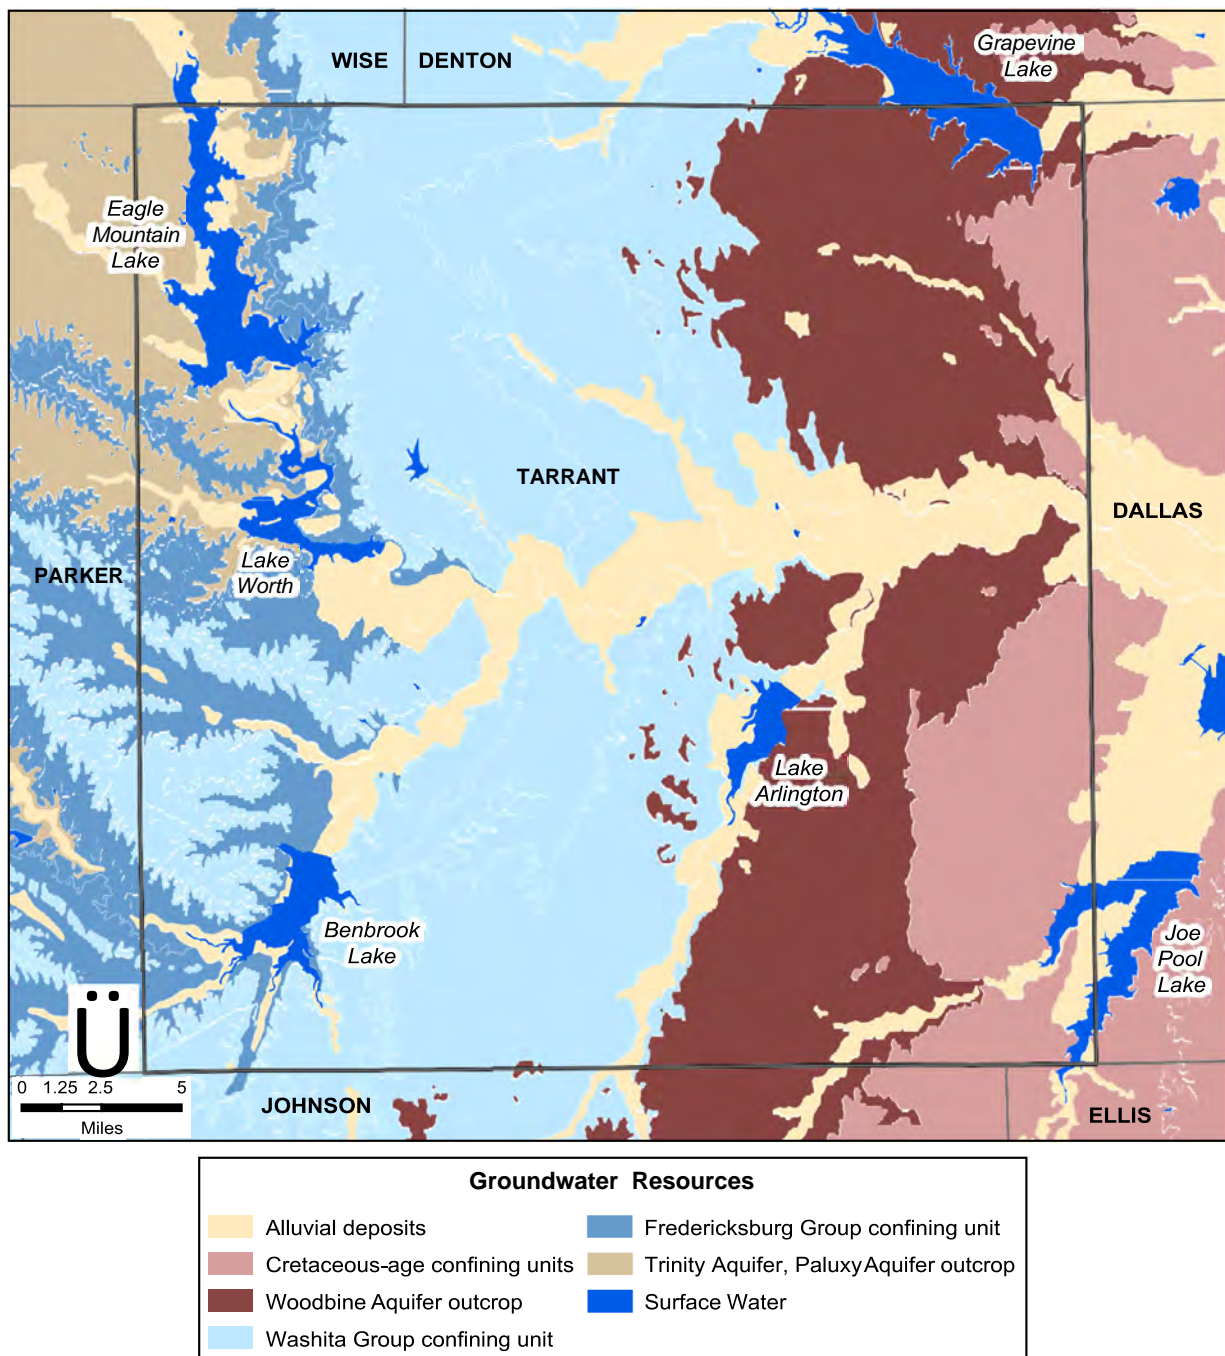 WISE DENTON
Grapevine
Lake
Eagle
Mountain
Lake
TARRANT
DALLAS
Lake
Worth
PARKER
Lake
Arlington
Benbrook
Lake
Joe
Pool
Lake
Ü
0 1.25 2.5 5
Miles
JOHNSON
ELLIS
Groundwater Resources
Alluvial deposits
Cretaceous-age confining units
Woodbine Aquifer outcrop
Washita Group confining unit
Fredericksburg Group confining unit
Trinity Aquifer, Paluxy Aquifer outcrop
Surface Water